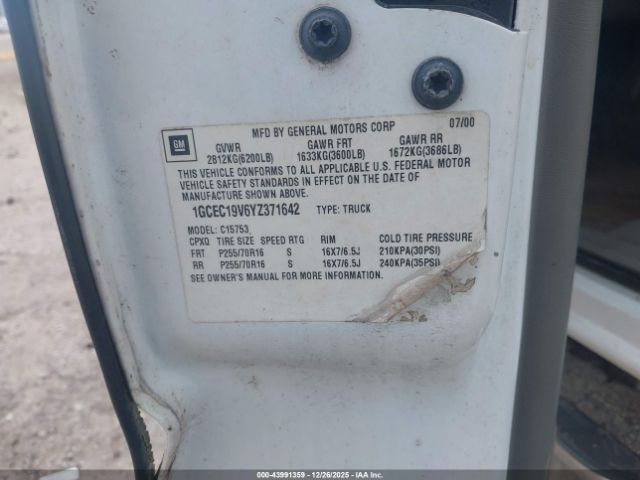 MFD BY GENERAL MOTORS CORP 07/00
GM
GVWR GAWR FRT GAWR RR
2812KG(6200LB) 1633KG(3600LB) 1672KG(3686LB)
THIS VEHICLE CONFORMS TO ALL APPLICABLE U.S. FEDERAL MOTOR
VEHICLE SAFETY STANDARDS IN EFFECT ON THE DATE OF
MANUFACTURE SHOWN ABOVE.
1GCEC19V6YZ371642 TYPE: TRUCK
MODEL: C15753
CPXQ TIRE SIZE SPEED RTG RIM COLD TIRE PRESSURE
FRT P255/70R16 S 16X7/6.5J 210KPA(30PSI)
RR P255/70R16 S 16X7/6.5J 240KPA(35PSI)
SEE OWNER'S MANUAL FOR MORE INFORMATION.
000-43991359 - 12/26/2025 - IAAI.CA